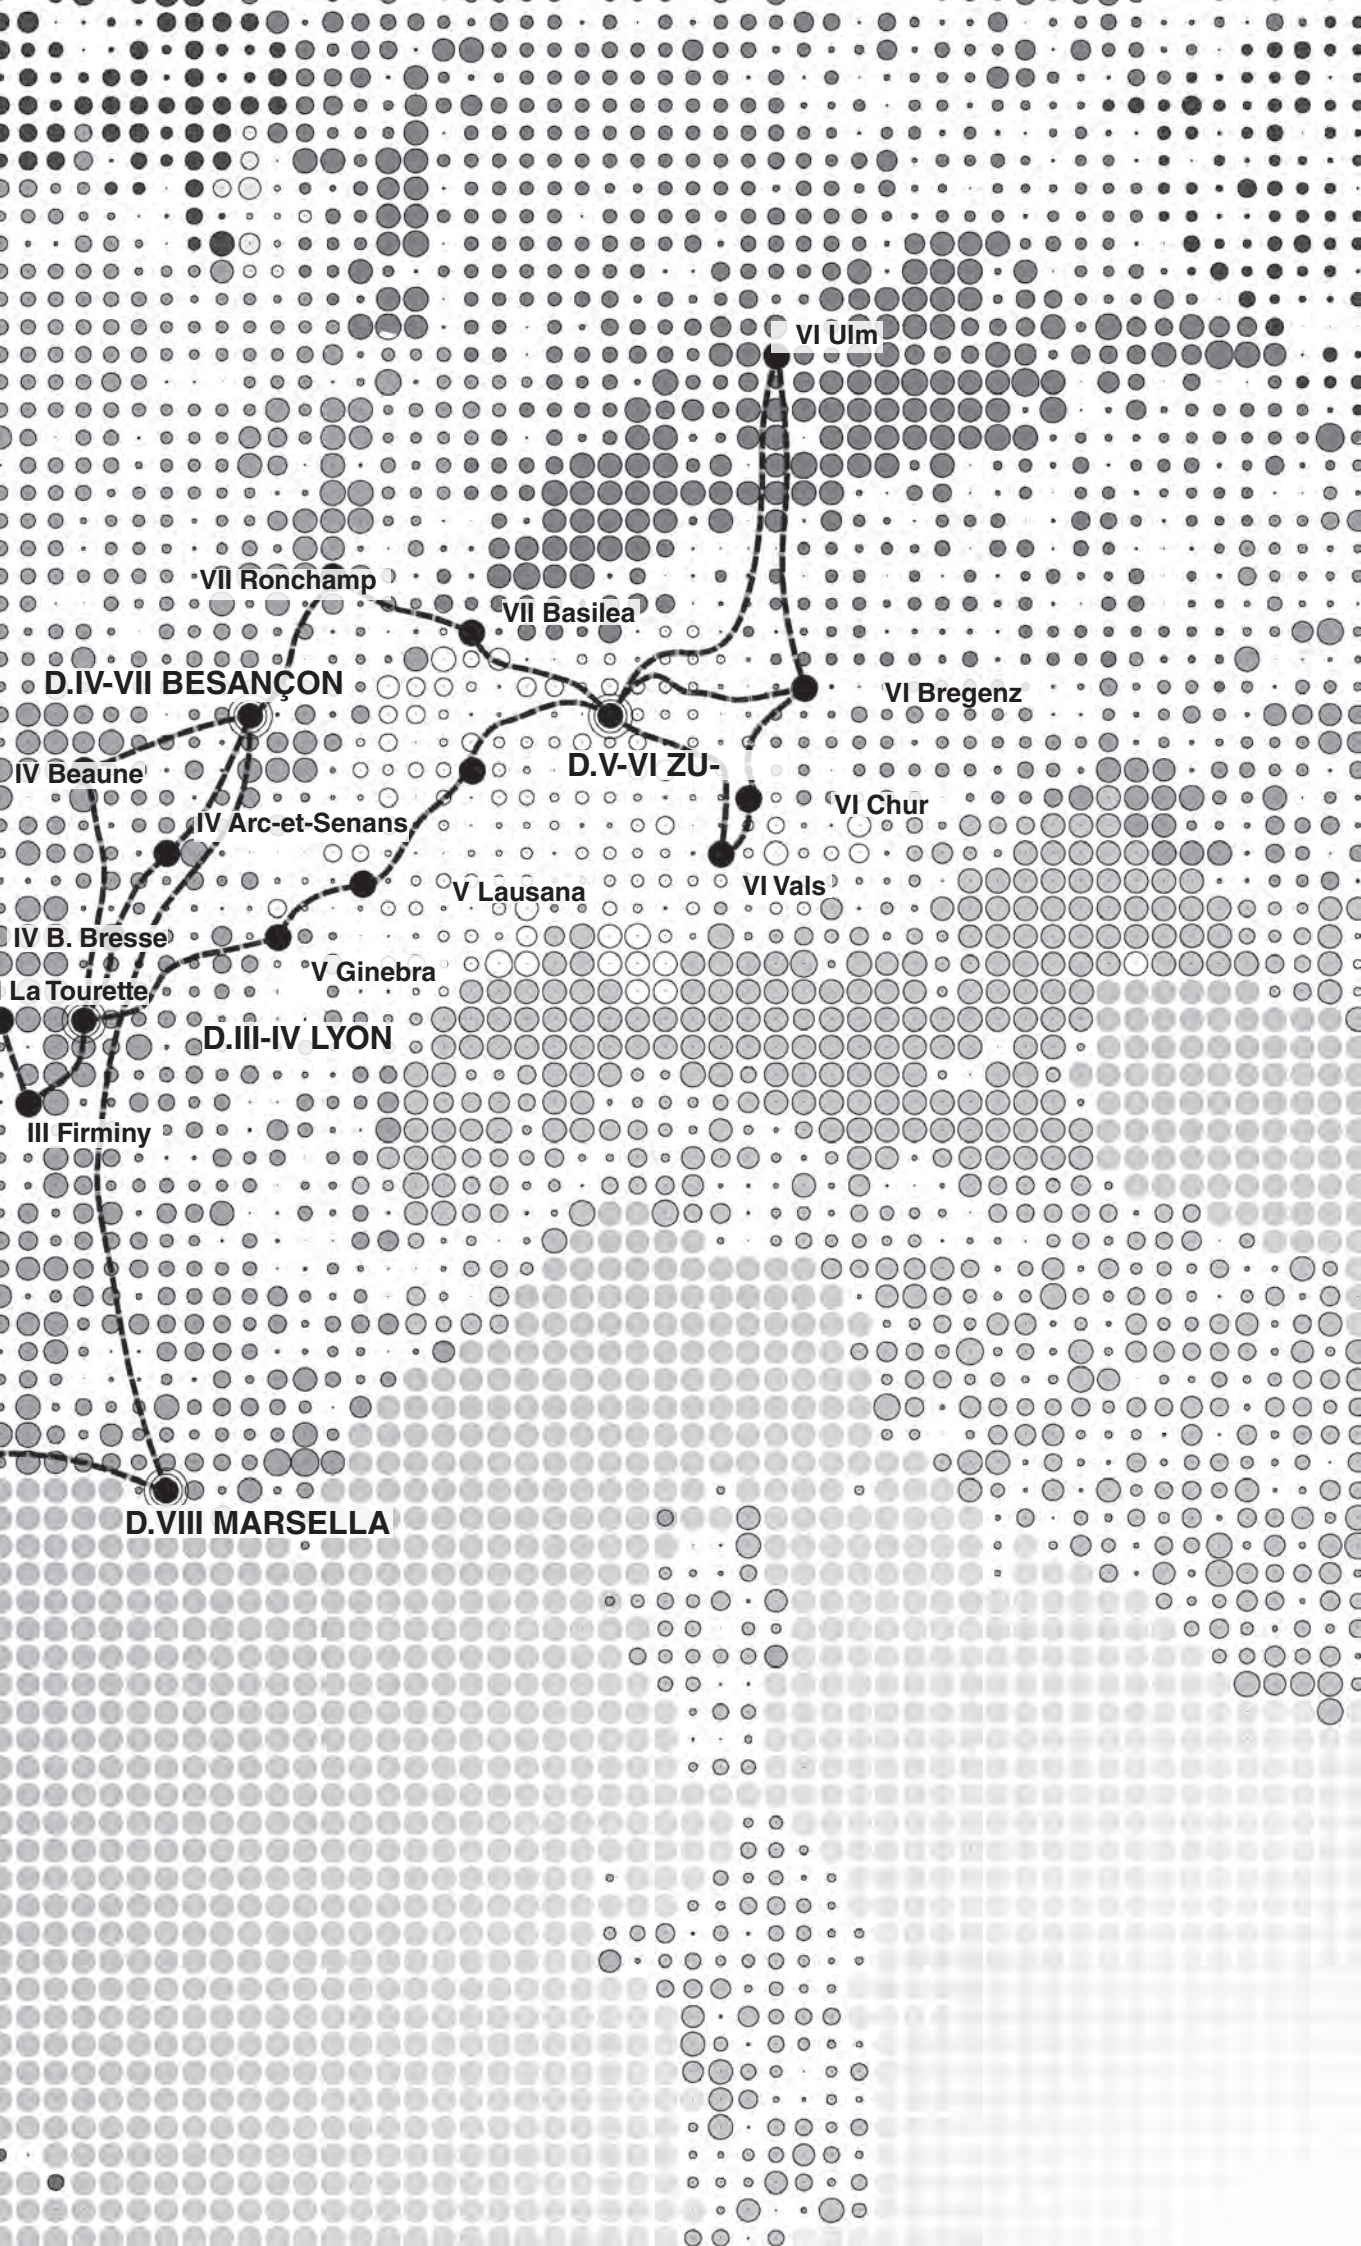 VI Ulm
VII Ronchamp
VII Basilea
D.IV-VII BESANÇON
VI Bregenz
IV Beaune
D.V-VI ZU-
VI Chur
IV Arc-et-Senans
VI Vals
V Lausana
IV B. Bresse
V Ginebra
La Tourette
D.III-IV LYON
III Firminy
D.VIII MARSELLA